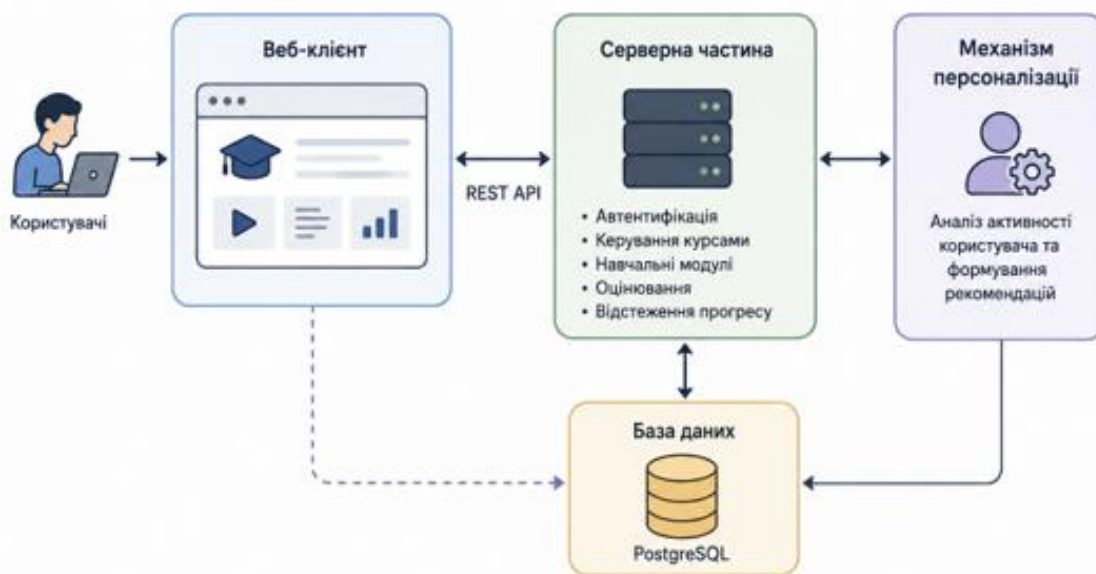 Користувачі
Веб-клієнт
REST API
Серверна частина
• Автентифікація
• Керування курсами
• Навчальні модулі
• Оцінювання
• Відстеження прогресу
Механізм
персоналізації
Аналіз активності
користувача та
формування
рекомендацій
База даних
PostgreSQL